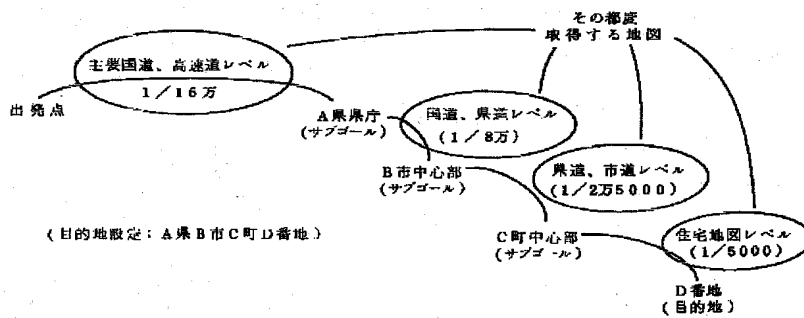 その都度
取得する地図
主要国道、高速道レベル
1/16万
出発点
A県県庁
(サブゴール)
国道、県道レベル
(1/8万)
B市中心部
(サブゴール)
県道、市道レベル
(1/2万5000)
(目的地設定;A県B市C町D番地)
C町中心部
(サブゴール)
住宅地図レベル
(1/5000)
D番地
(目的地)